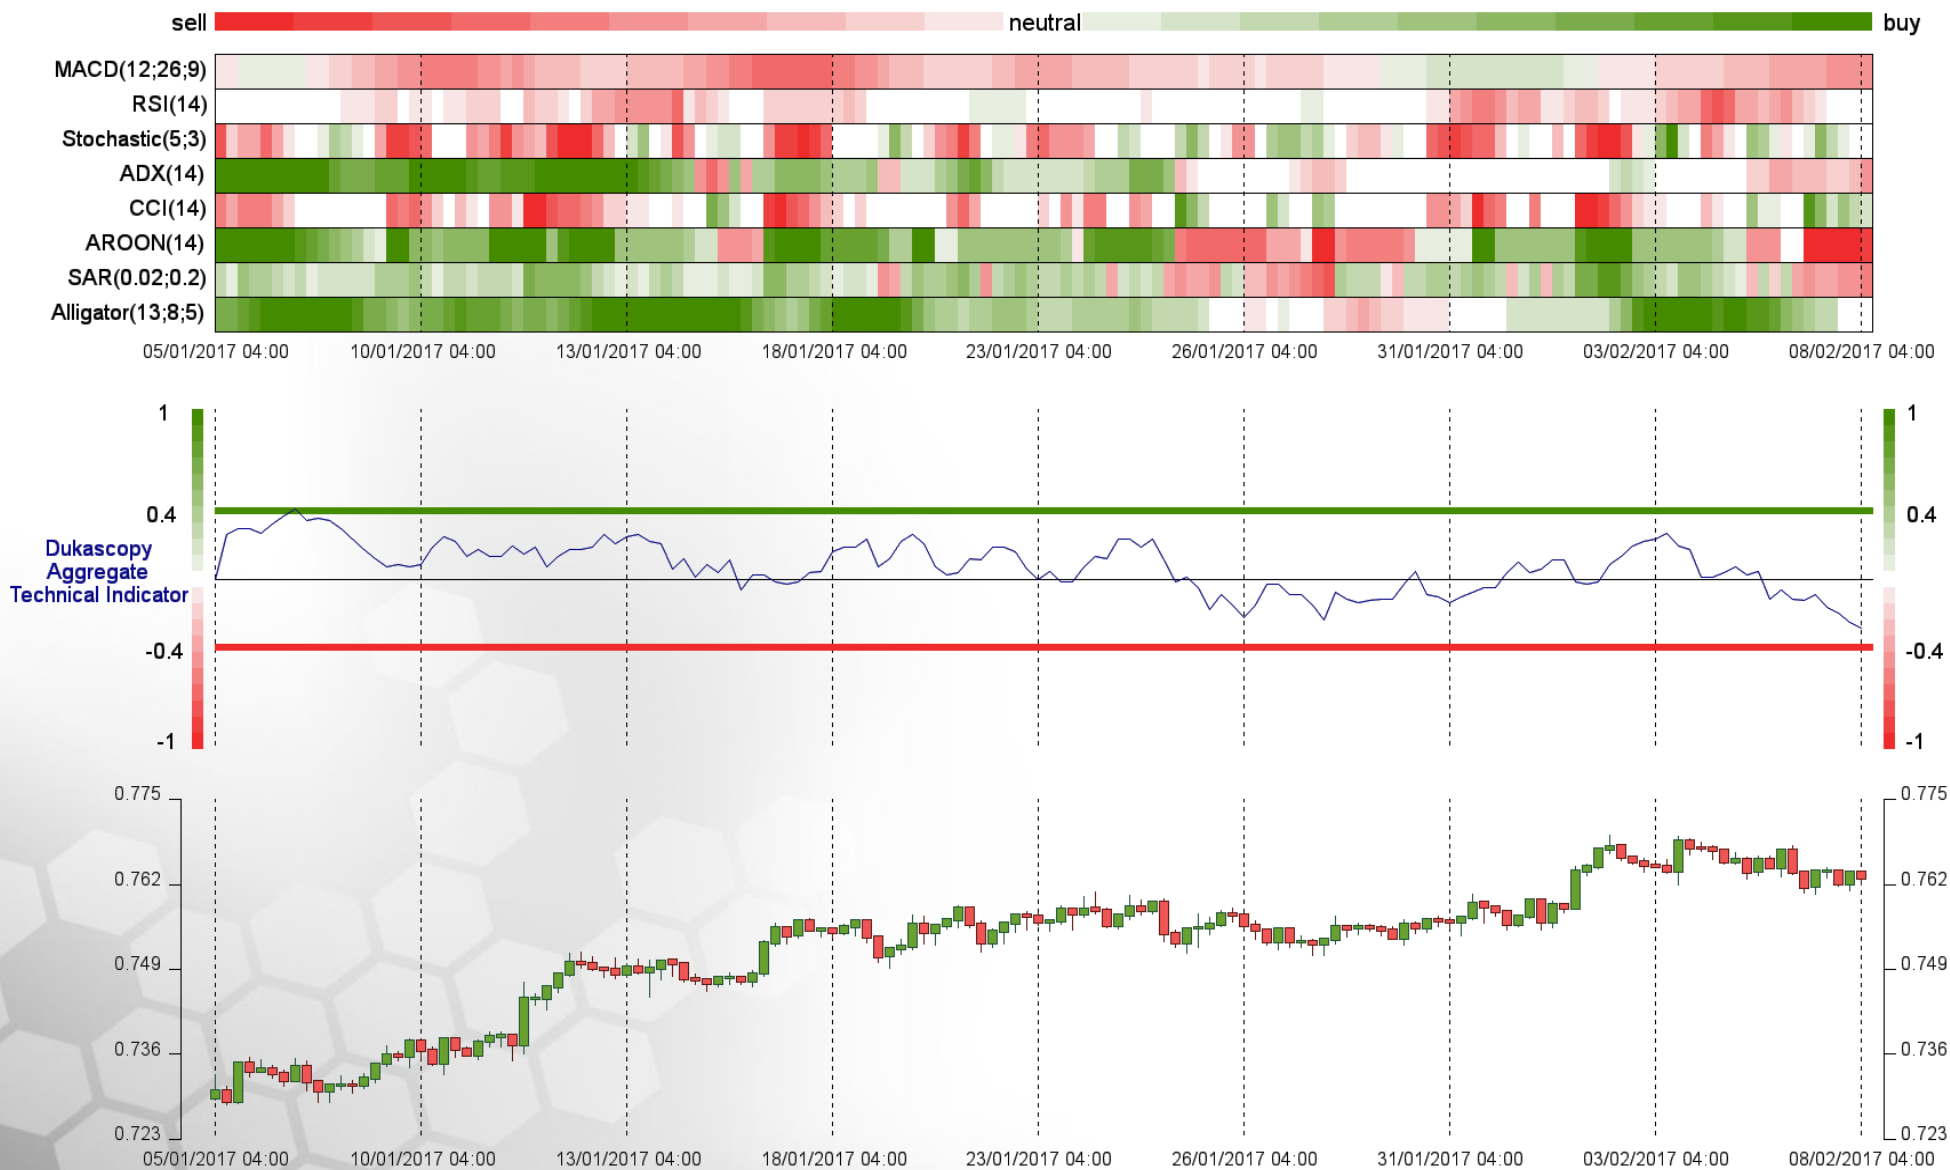 sell neutral buy
MACD(12;26;9)
RSI(14)
Stochastic(5;3)
ADX(14)
CCI(14)
AROON(14)
SAR(0.02;0.2)
Alligator(13;8;5)
05/01/2017 04:00 10/01/2017 04:00 13/01/2017 04:00 18/01/2017 04:00 23/01/2017 04:00 26/01/2017 04:00 31/01/2017 04:00 03/02/2017 04:00 08/02/2017 04:00
1 1
0.4 0.4
Dukascopy
Aggregate
Technical Indicator
-0.4 -0.4
-1 -1
0.775 0.775
0.762 0.762
0.749 0.749
0.736 0.736
0.723 0.723
05/01/2017 04:00 10/01/2017 04:00 13/01/2017 04:00 18/01/2017 04:00 23/01/2017 04:00 26/01/2017 04:00 31/01/2017 04:00 03/02/2017 04:00 08/02/2017 04:00